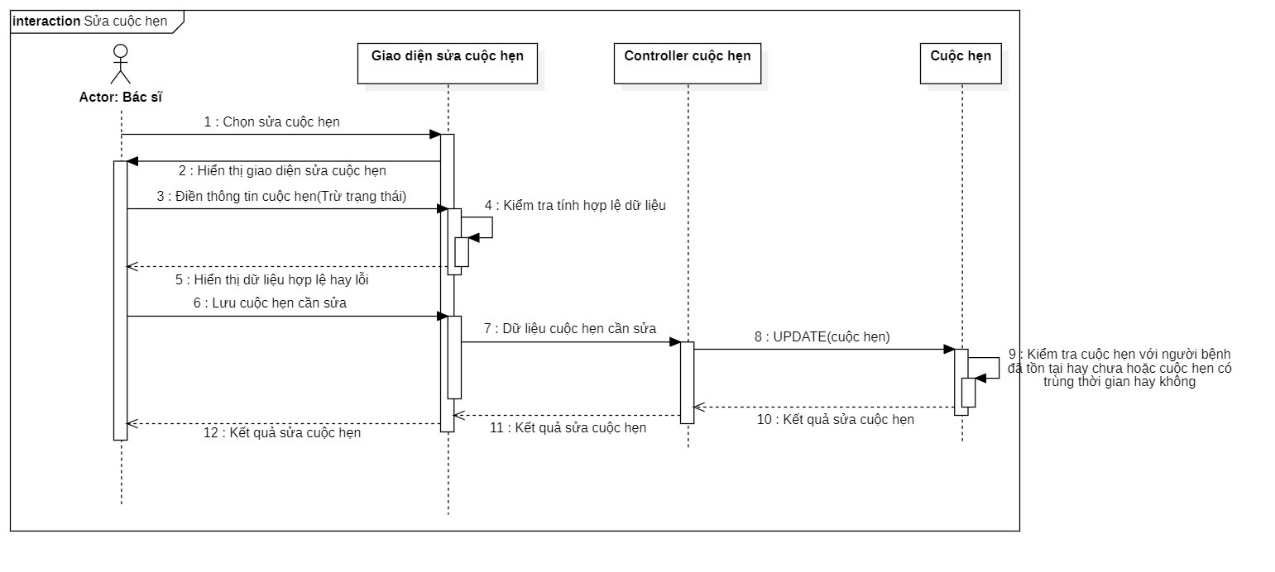 interaction Sửa cuộc hẹn
Giao diện sửa cuộc hẹn
Controller cuộc hẹn
Cuộc hẹn
Actor: Bác sĩ
1 : Chọn sửa cuộc hẹn
2 : Hiển thị giao diện sửa cuộc hẹn
3 : Điền thông tin cuộc hẹn(Trừ trạng thái)
4 : Kiểm tra tính hợp lệ dữ liệu
5 : Hiển thị dữ liệu hợp lệ hay lỗi
6 : Lưu cuộc hẹn cần sửa
7 : Dữ liệu cuộc hẹn cần sửa
8 : UPDATE(cuộc hẹn)
9 : Kiểm tra cuộc hẹn với người bệnh
đã tồn tại hay chưa hoặc cuộc hẹn có
trùng thời gian hay không
10 : Kết quả sửa cuộc hẹn
11 : Kết quả sửa cuộc hẹn
12 : Kết quả sửa cuộc hẹn